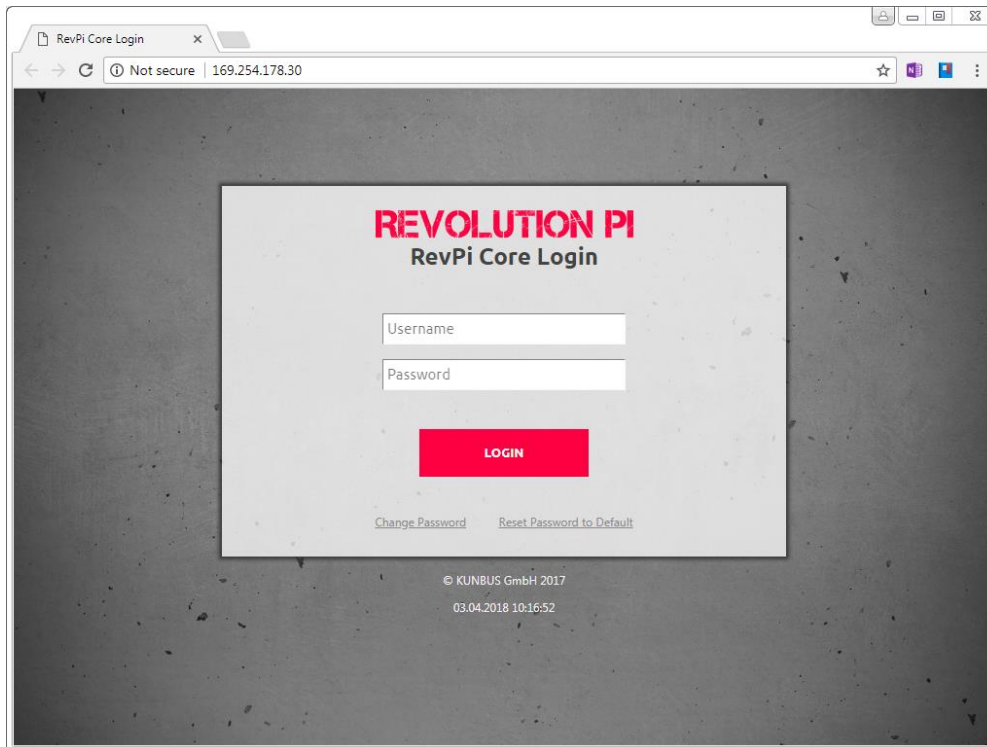 RevPi Core Login
Not secure | 169.254.178.30
REVOLUTION PI
RevPi Core Login
Username
Password
LOGIN
Change Password Reset Password to Default
© KUNBUS GmbH 2017
03.04.2018 10:16:52